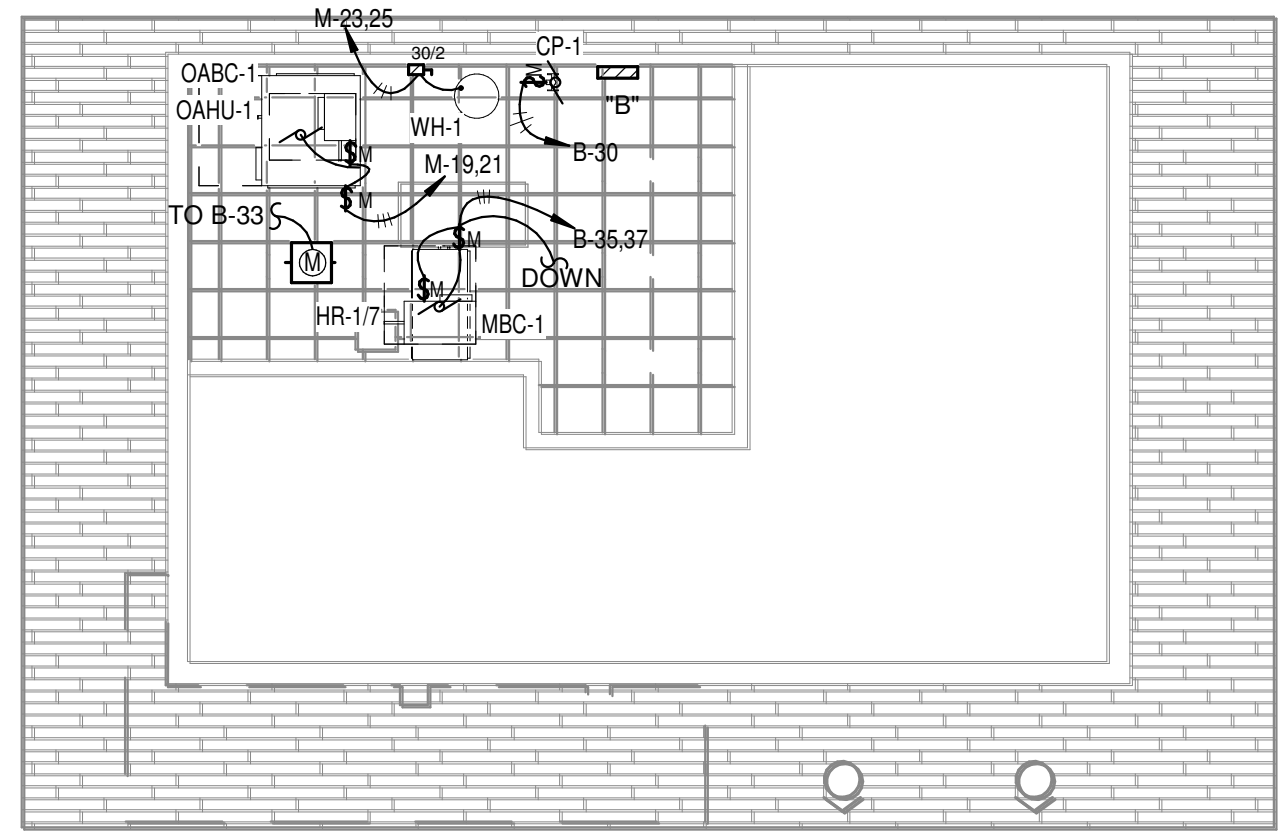 M-23,25
30/2
CP-1
OABC-1
OAHU-1
WH-1
"B"
$M
M
B-30
M-19,21
$M
TO B-33
$M
B-35,37
M
DOWN
$M
HR-1/7
MBC-1